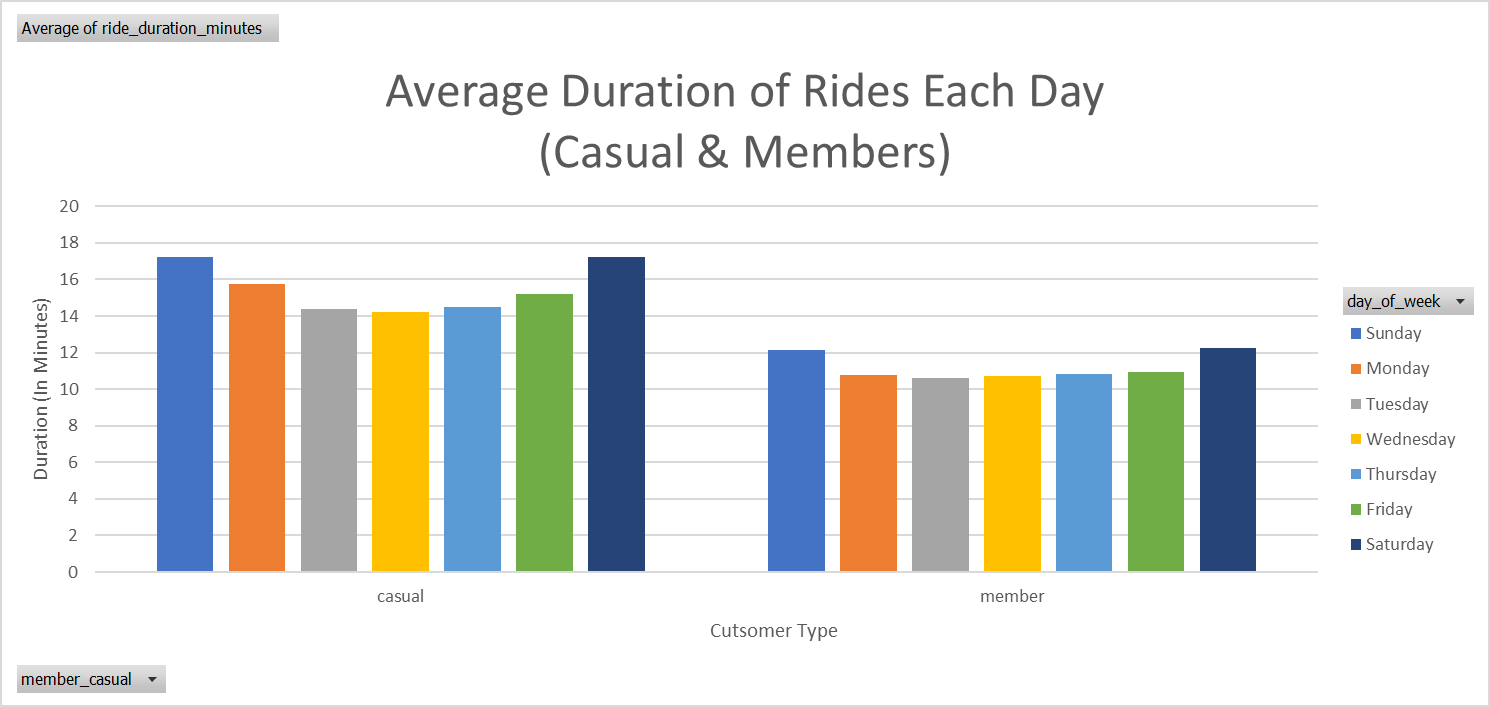 Average of ride_duration_minutes
Average Duration of Rides Each Day
(Casual & Members)
20
18
16
14
12
10
8
6
4
2
0
Duration (In Minutes)
casual
member
Cutsomer Type
day_of_week
Sunday
Monday
Tuesday
Wednesday
Thursday
Friday
Saturday
member_casual